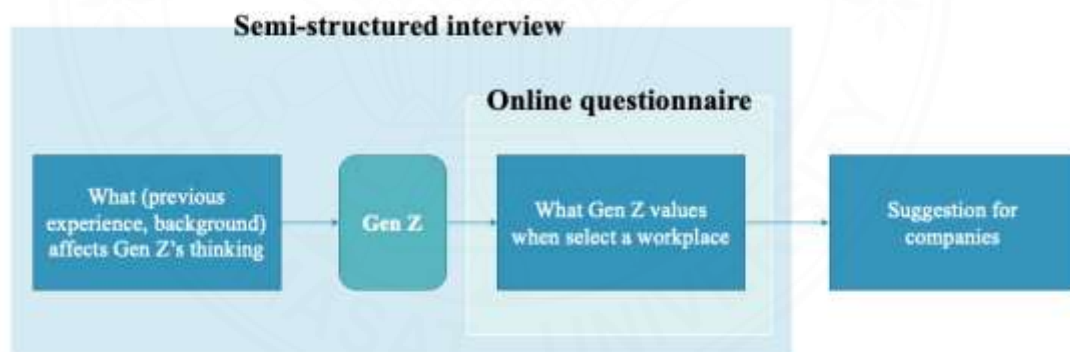 Semi-structured interview
Online questionnaire
What (previous
experience, background)
affects Gen Z's thinking
Gen Z
What Gen Z values
when select a workplace
Suggestion for
companies